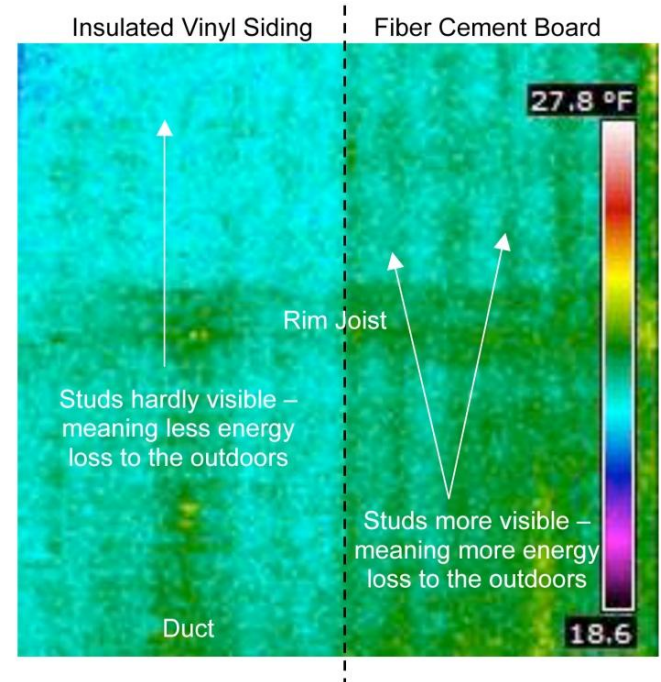 Insulated Vinyl Siding
Fiber Cement Board
27.8 ºF
Rim Joist
Studs hardly visible –
meaning less energy
loss to the outdoors
Studs more visible –
meaning more energy
loss to the outdoors
Duct
18.6